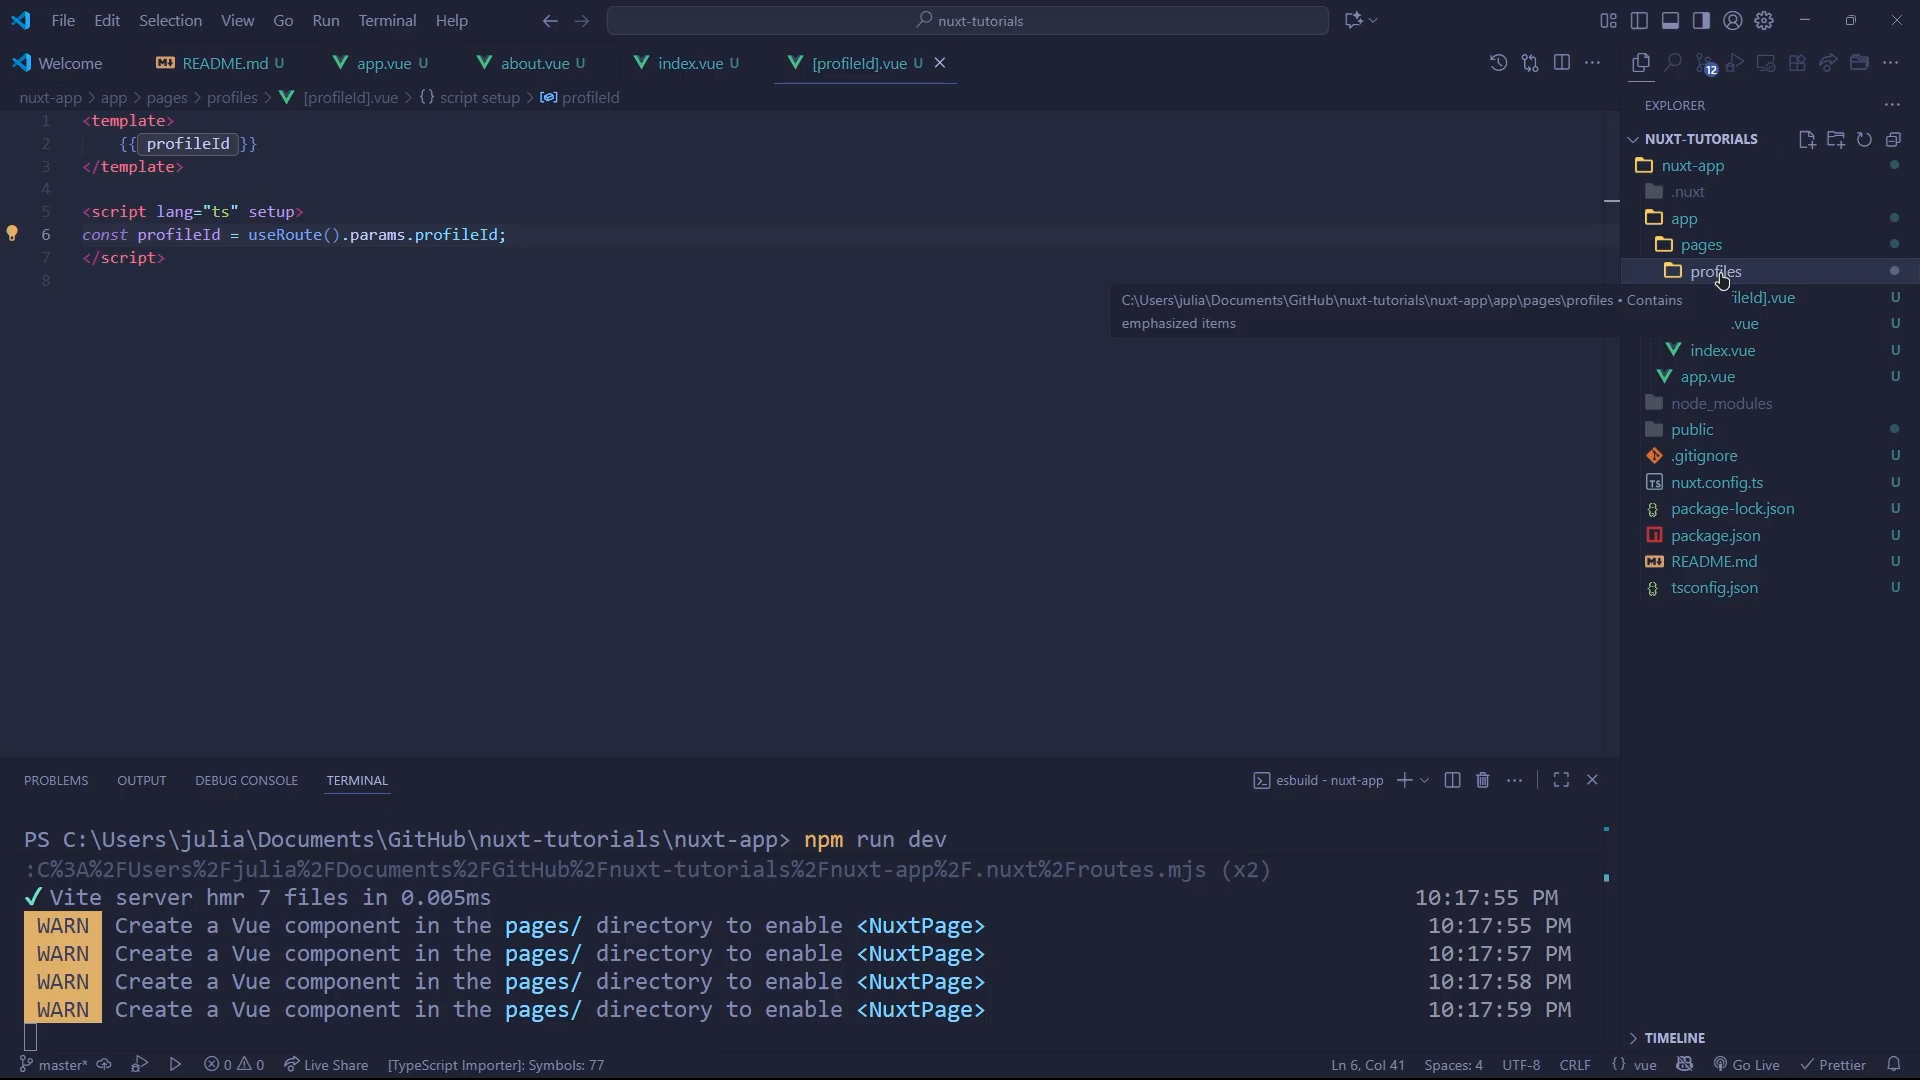 File Edit Selection View Go Run Terminal Help
nuxt-tutorials
Welcome
README.md U
app.vue U
about.vue U
index.vue U
[profileId].vue U
12
nuxt-app > app > pages > profiles > [profileId].vue > {} script setup > profileId
1 <template>
2 {{ profileId }}
3 </template>
4
5 <script lang="ts" setup>
6 const profileId = useRoute().params.profileId;
7 </script>
8
EXPLORER
NUXT-TUTORIALS
nuxt-app
.nuxt
app
pages
profiles
C:\Users\julia\Documents\GitHub\nuxt-tutorials\nuxt-app\app\pages\profiles • Contains
emphasized items
ileId].vue U
.vue U
index.vue U
app.vue U
node_modules
public
.gitignore U
TS nuxt.config.ts U
package-lock.json U
package.json U
README.md U
tsconfig.json U
TIMELINE
PROBLEMS OUTPUT DEBUG CONSOLE TERMINAL
esbuild - nuxt-app
PS C:\Users\julia\Documents\GitHub\nuxt-tutorials\nuxt-app> npm run dev
:C%3A%2FUsers%2Fjulia%2FDocuments%2FGitHub%2Fnuxt-tutorials%2Fnuxt-app%2F.nuxt%2Froutes.mjs (x2)
✓ Vite server hmr 7 files in 0.005ms 10:17:55 PM
WARN Create a Vue component in the pages/ directory to enable <NuxtPage> 10:17:55 PM
WARN Create a Vue component in the pages/ directory to enable <NuxtPage> 10:17:57 PM
WARN Create a Vue component in the pages/ directory to enable <NuxtPage> 10:17:58 PM
WARN Create a Vue component in the pages/ directory to enable <NuxtPage> 10:17:59 PM
master* 0 0 Live Share [TypeScript Importer]: Symbols: 77 Ln 6, Col 41 Spaces: 4 UTF-8 CRLF {} vue Go Live Prettier